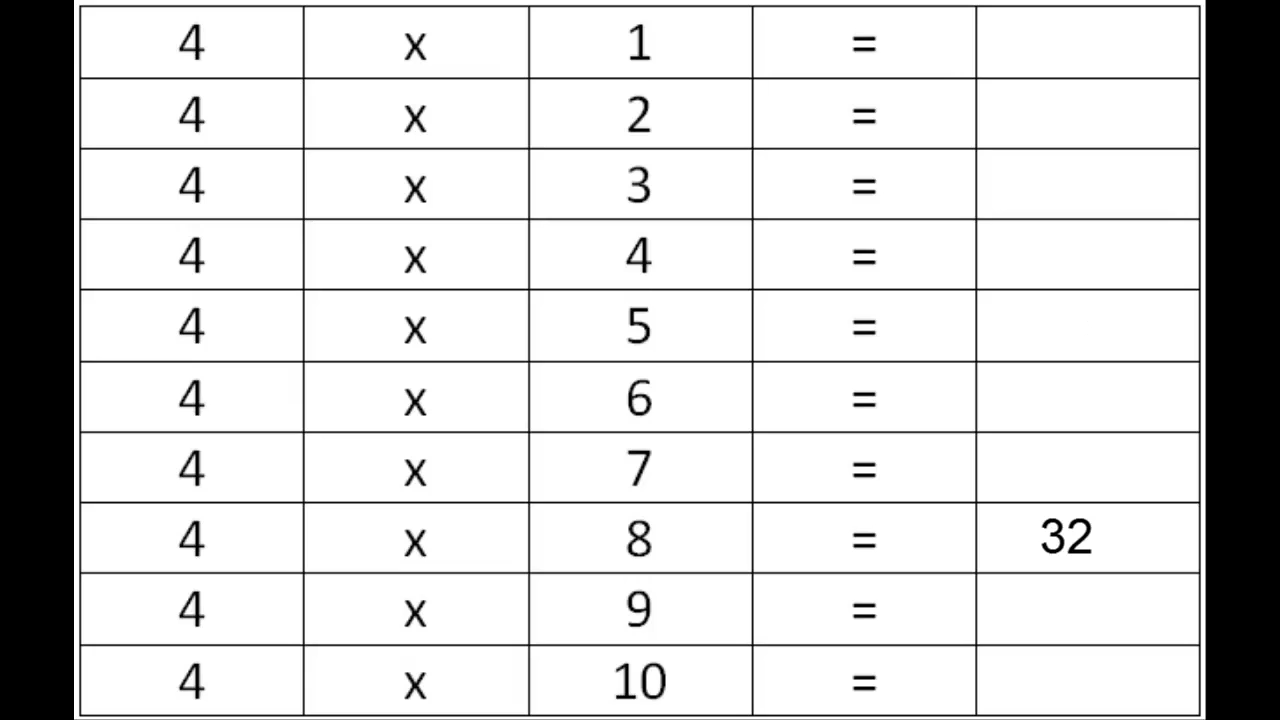 4 x 1 =
4 x 2 =
4 x 3 =
4 x 4 =
4 x 5 =
4 x 6 =
4 x 7 =
4 x 8 = 32
4 x 9 =
4 x 10 =